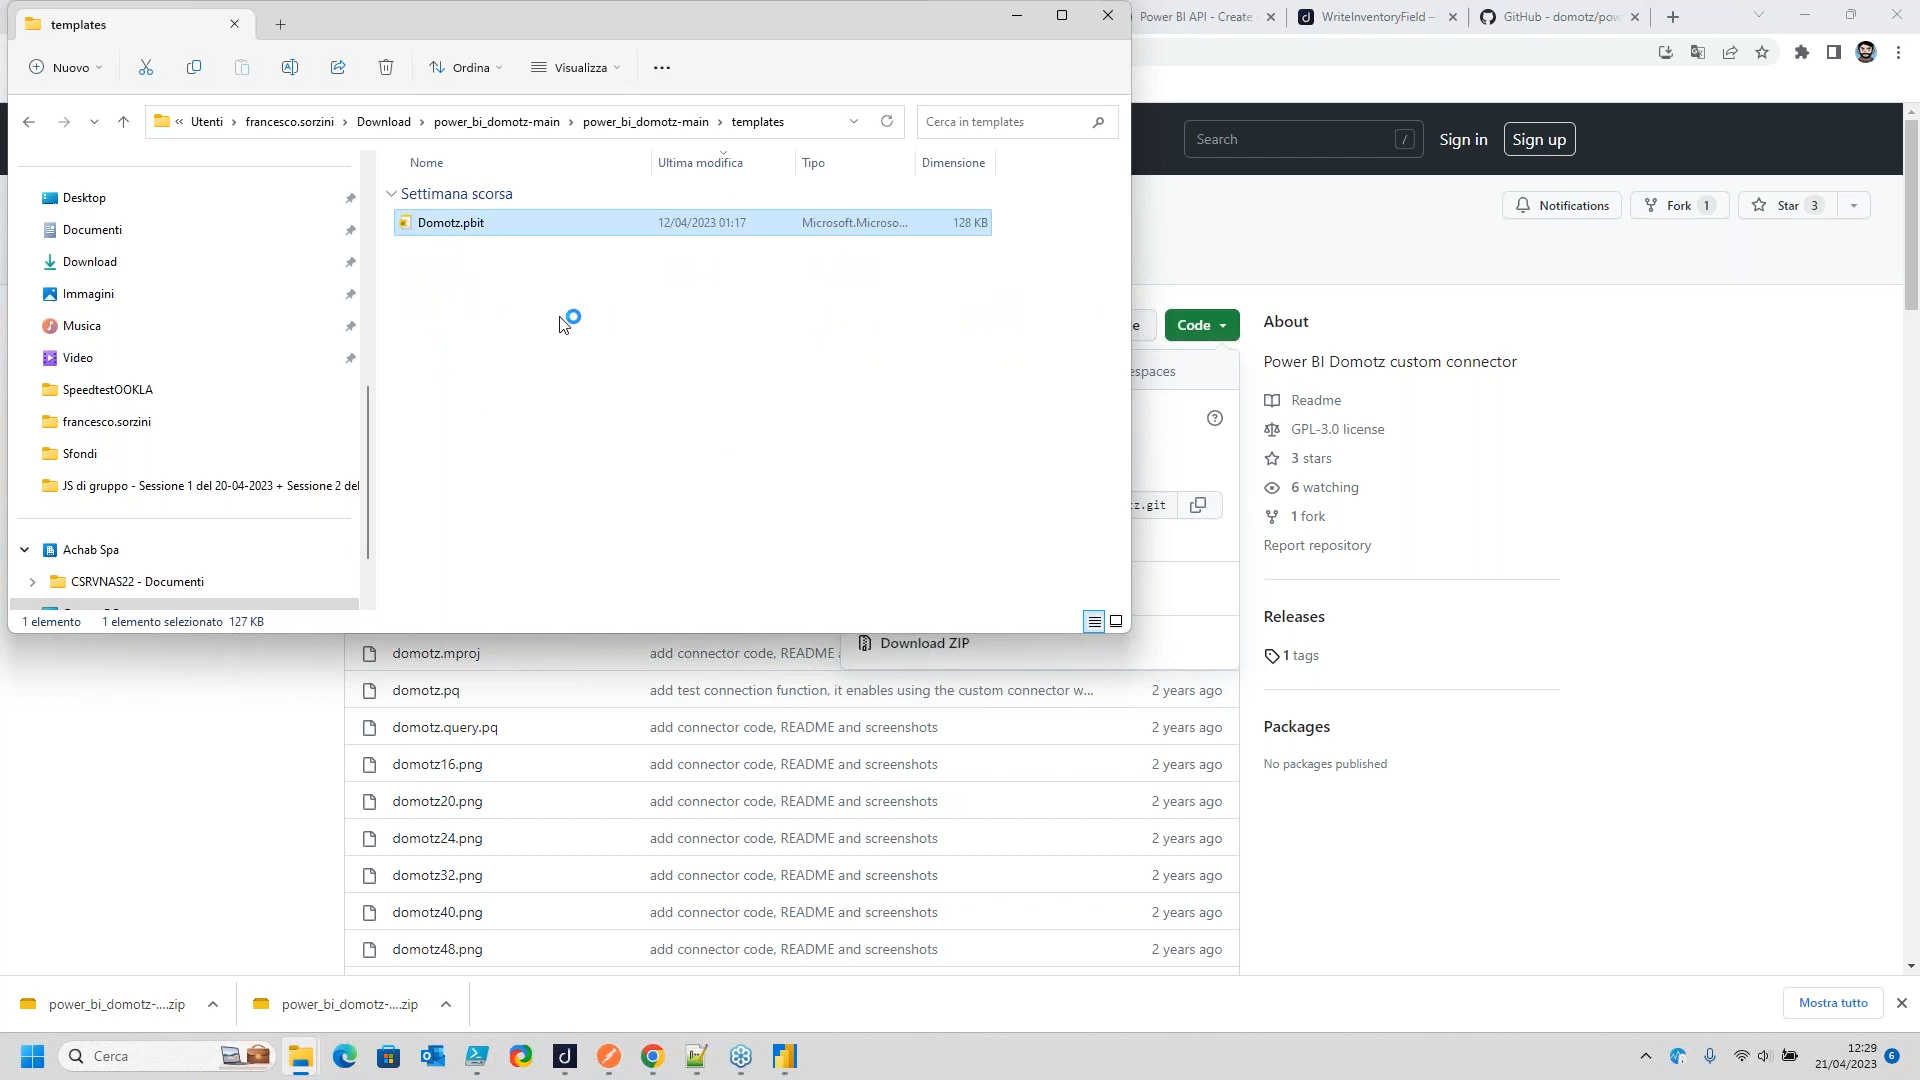 templates
Power BI API - Create
WriteInventoryField –
GitHub - domotz/pow
Nuovo
Ordina
Visualizza
« Utenti > francesco.sorzini > Download > power_bi_domotz-main > power_bi_domotz-main > templates
Cerca in templates
Search /
Sign in
Sign up
Nome
Ultima modifica
Tipo
Dimensione
Settimana scorsa
Domotz.pbit 12/04/2023 01:17 Microsoft.Microso... 128 KB
Desktop
Documenti
Download
Immagini
Musica
Video
SpeedtestOOKLA
francesco.sorzini
Sfondi
JS di gruppo - Sessione 1 del 20-04-2023 + Sessione 2 del
Achab Spa
CSRVNAS22 - Documenti
1 elemento
1 elemento selezionato 127 KB
Notifications
Fork 1
Star 3
e
Code
espaces
z.git
Download ZIP
About
Power BI Domotz custom connector
Readme
GPL-3.0 license
3 stars
6 watching
1 fork
Report repository
Releases
1 tags
Packages
No packages published
domotz.mproj add connector code, README
domotz.pq add test connection function, it enables using the custom connector w... 2 years ago
domotz.query.pq add connector code, README and screenshots 2 years ago
domotz16.png add connector code, README and screenshots 2 years ago
domotz20.png add connector code, README and screenshots 2 years ago
domotz24.png add connector code, README and screenshots 2 years ago
domotz32.png add connector code, README and screenshots 2 years ago
domotz40.png add connector code, README and screenshots 2 years ago
domotz48.png add connector code, README and screenshots 2 years ago
power_bi_domotz-....zip
power_bi_domotz-....zip
Mostra tutto
Cerca
12:29
21/04/2023
6